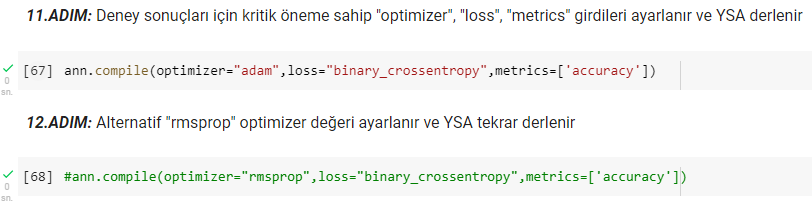 11.ADIM: Deney sonuçları için kritik öneme sahip "optimizer", "loss", "metrics" girdileri ayarlanır ve YSA derlenir
[67] ann.compile(optimizer="adam",loss="binary_crossentropy",metrics=['accuracy'])
0
sn.
12.ADIM: Alternatif "rmsprop" optimizer değeri ayarlanır ve YSA tekrar derlenir
[68] #ann.compile(optimizer="rmsprop",loss="binary_crossentropy",metrics=['accuracy'])
0
sn.